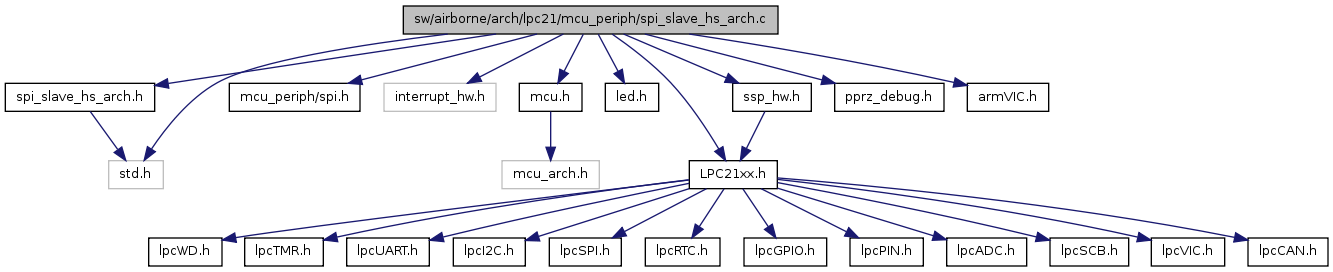 sw/airborne/arch/lpc21/mcu_periph/spi_slave_hs_arch.c
spi_slave_hs_arch.h
mcu_periph/spi.h
interrupt_hw.h
mcu.h
led.h
ssp_hw.h
pprz_debug.h
armVIC.h
std.h
mcu_arch.h
LPC21xx.h
lpcWD.h
lpcTMR.h
lpcUART.h
lpcI2C.h
lpcSPI.h
lpcRTC.h
lpcGPIO.h
lpcPIN.h
lpcADC.h
lpcSCB.h
lpcVIC.h
lpcCAN.h